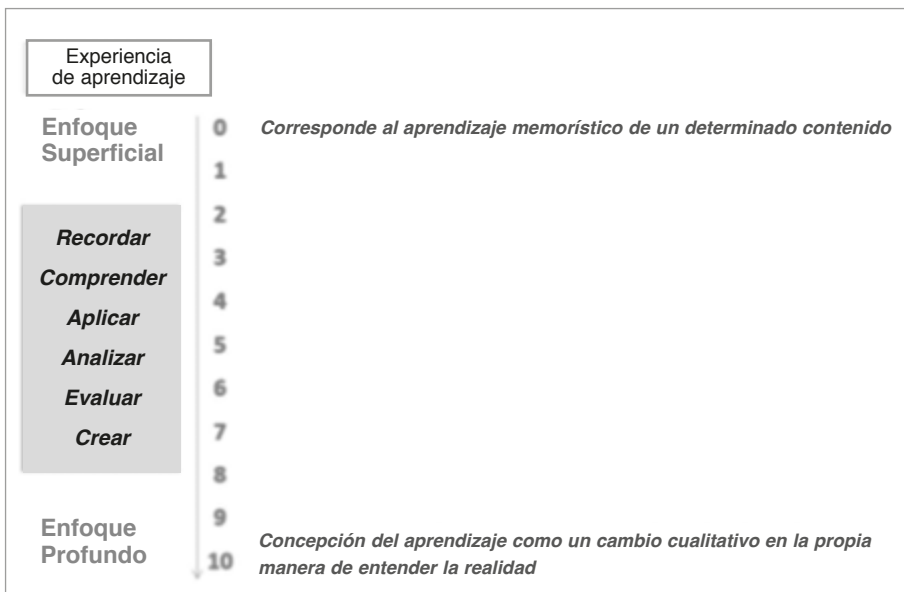 Experiencia
de aprendizaje
Enfoque
Superficial
0 Corresponde al aprendizaje memorístico de un determinado contenido
1
2
Recordar
3
Comprender
4
Aplicar
5
Analizar
6
Evaluar
7
Crear
8
9
Enfoque
Profundo
10 Concepción del aprendizaje como un cambio cualitativo en la propia
manera de entender la realidad